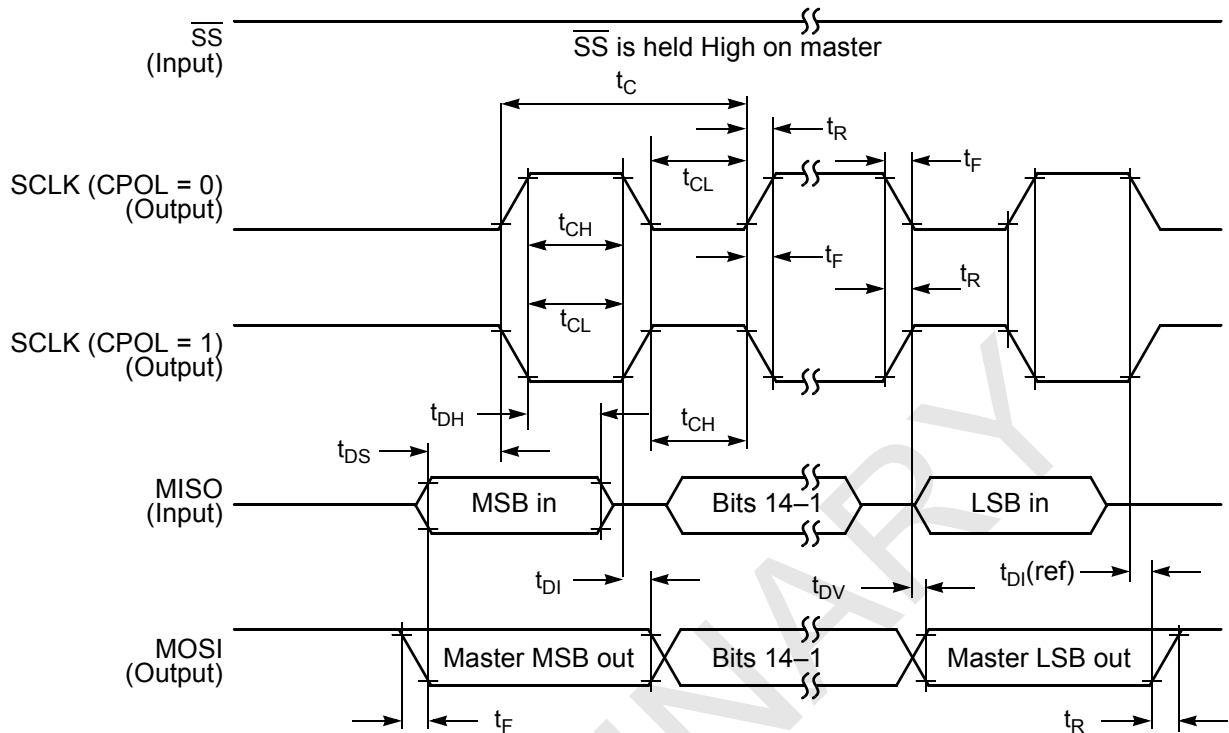 SS
(Input)
SS is held High on master
tC
tR
tF
SCLK (CPOL = 0)
(Output)
tCL
tCH
tF
tR
tCL
SCLK (CPOL = 1)
(Output)
tDH
tCH
tDS
MISO
(Input)
MSB in
Bits 14–1
LSB in
tDI
tDV
tDI(ref)
MOSI
(Output)
Master MSB out
Bits 14–1
Master LSB out
tF
tR